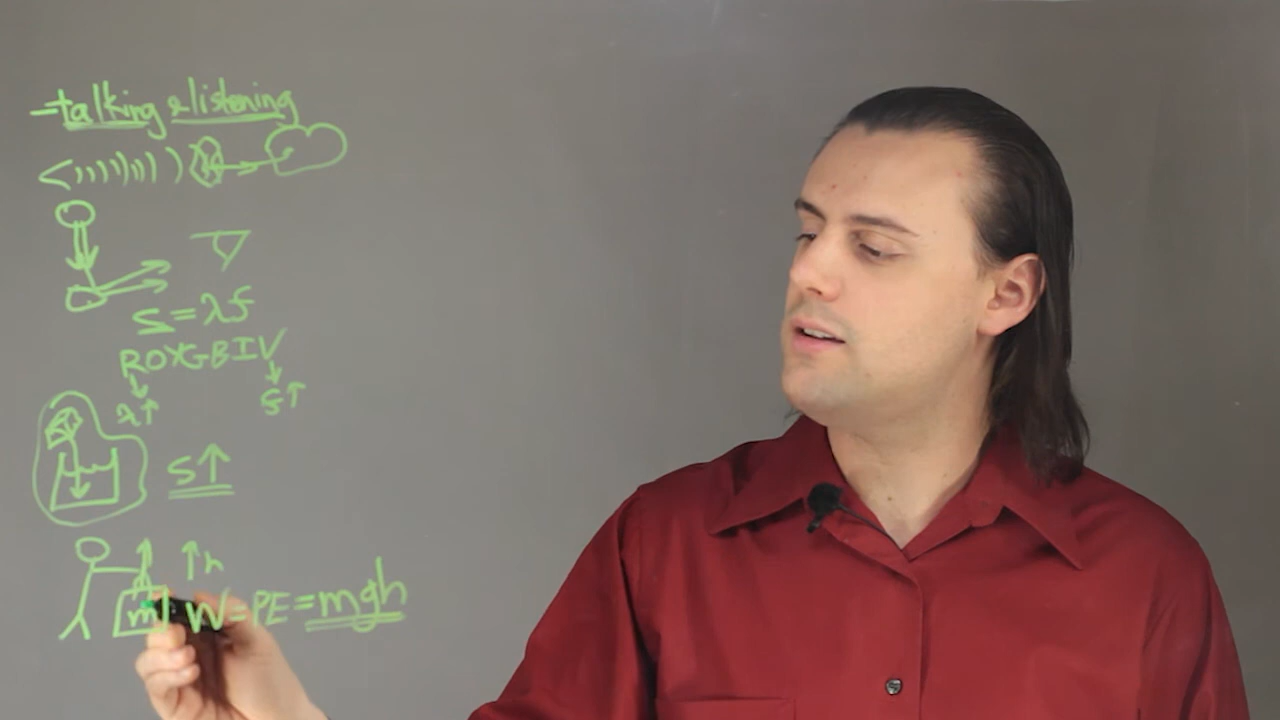 -talking & listening
S=λf
ROYGBIV
λ↑ f↑
S↑
↑h
m W=PE=mgh